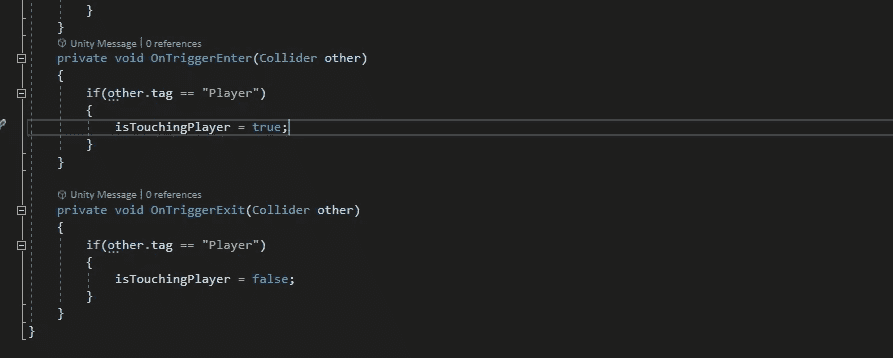 }
}
Unity Message | 0 references
private void OnTriggerEnter(Collider other)
{
if(other.tag == "Player")
{
isTouchingPlayer = true;
}
}
Unity Message | 0 references
private void OnTriggerExit(Collider other)
{
if(other.tag == "Player")
{
isTouchingPlayer = false;
}
}
}